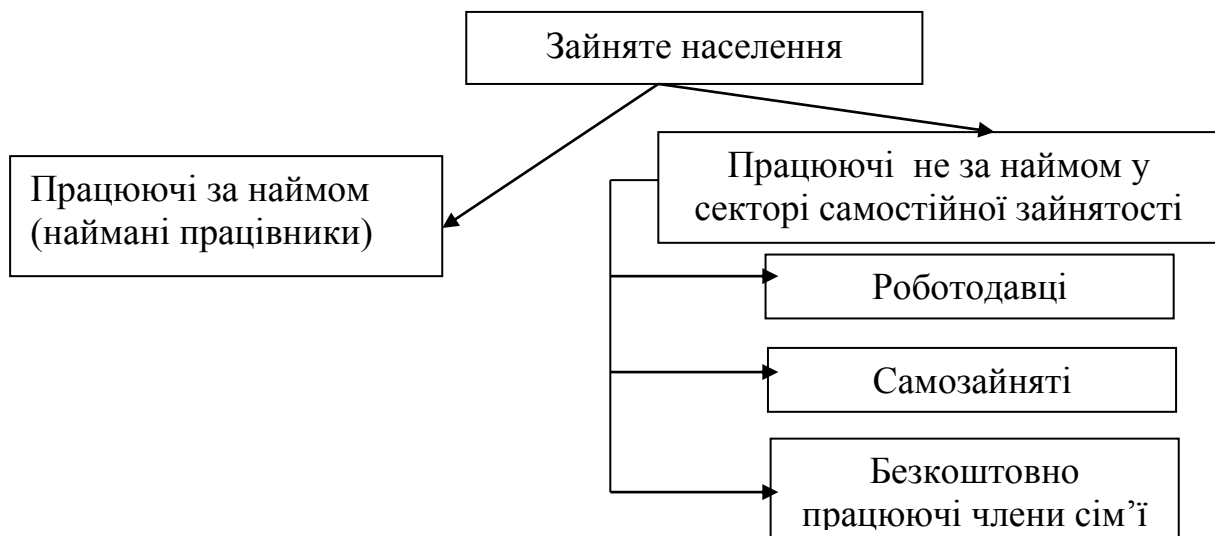 Зайняте населення
Працюючі за наймом
(наймані працівники)
Працюючі  не за наймом у
секторі самостійної зайнятості
Роботодавці
Самозайняті
Безкоштовно
працюючі члени сім’ї